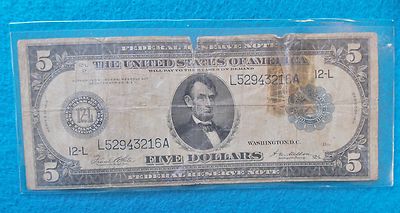 FEDERAL RESERVE NOTE
5 THE UNITED STATES OF AMERICA 5
WILL PAY TO THE BEARER ON DEMAND
12-L
L52943216A
12-L
12-L
L52943216A
WASHINGTON, D.C.
12-L
5 FIVE DOLLARS 5
FEDERAL RESERVE NOTE